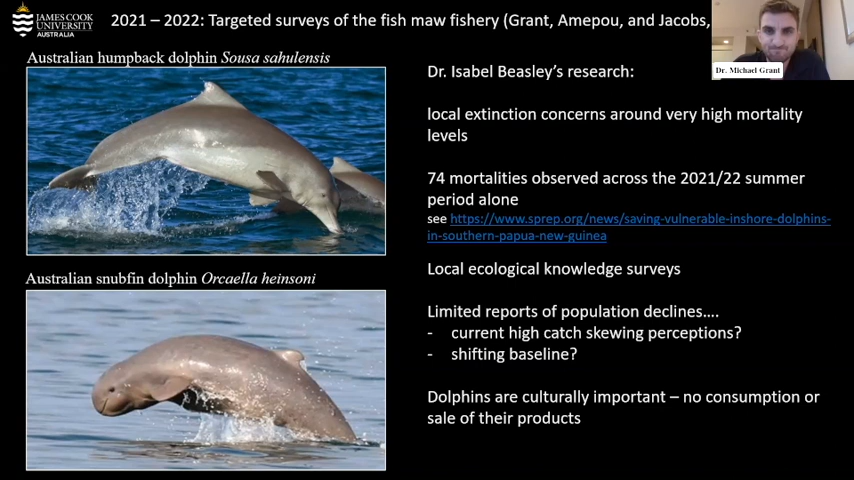 JAMES COOK
UNIVERSITY
AUSTRALIA
2021 – 2022: Targeted surveys of the fish maw fishery (Grant, Amepou, and Jacobs,
Dr. Michael Grant
Australian humpback dolphin Sousa sahulensis
Dr. Isabel Beasley’s research:
local extinction concerns around very high mortality
levels
74 mortalities observed across the 2021/22 summer
period alone
see https://www.sprep.org/news/saving-vulnerable-inshore-dolphins-
in-southern-papua-new-guinea
Australian snubfin dolphin Orcaella heinsoni
Local ecological knowledge surveys
Limited reports of population declines....
- current high catch skewing perceptions?
- shifting baseline?
Dolphins are culturally important – no consumption or
sale of their products